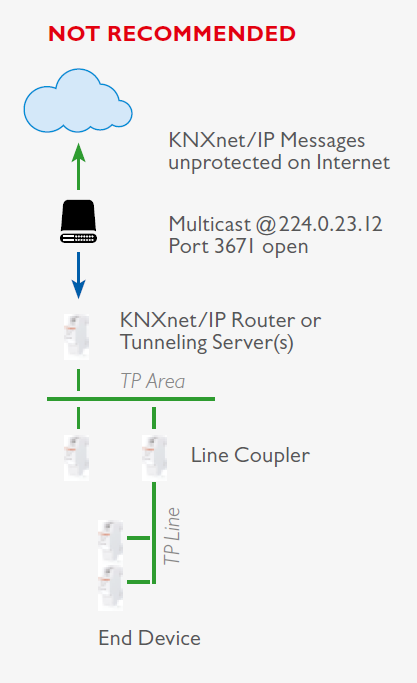 NOT RECOMMENDED
KNXnet/IP Messages
unprotected on Internet
Multicast @ 224.0.23.12
Port 3671 open
KNXnet/IP Router or
Tunneling Server(s)
TP Area
Line Coupler
TP Line
End Device